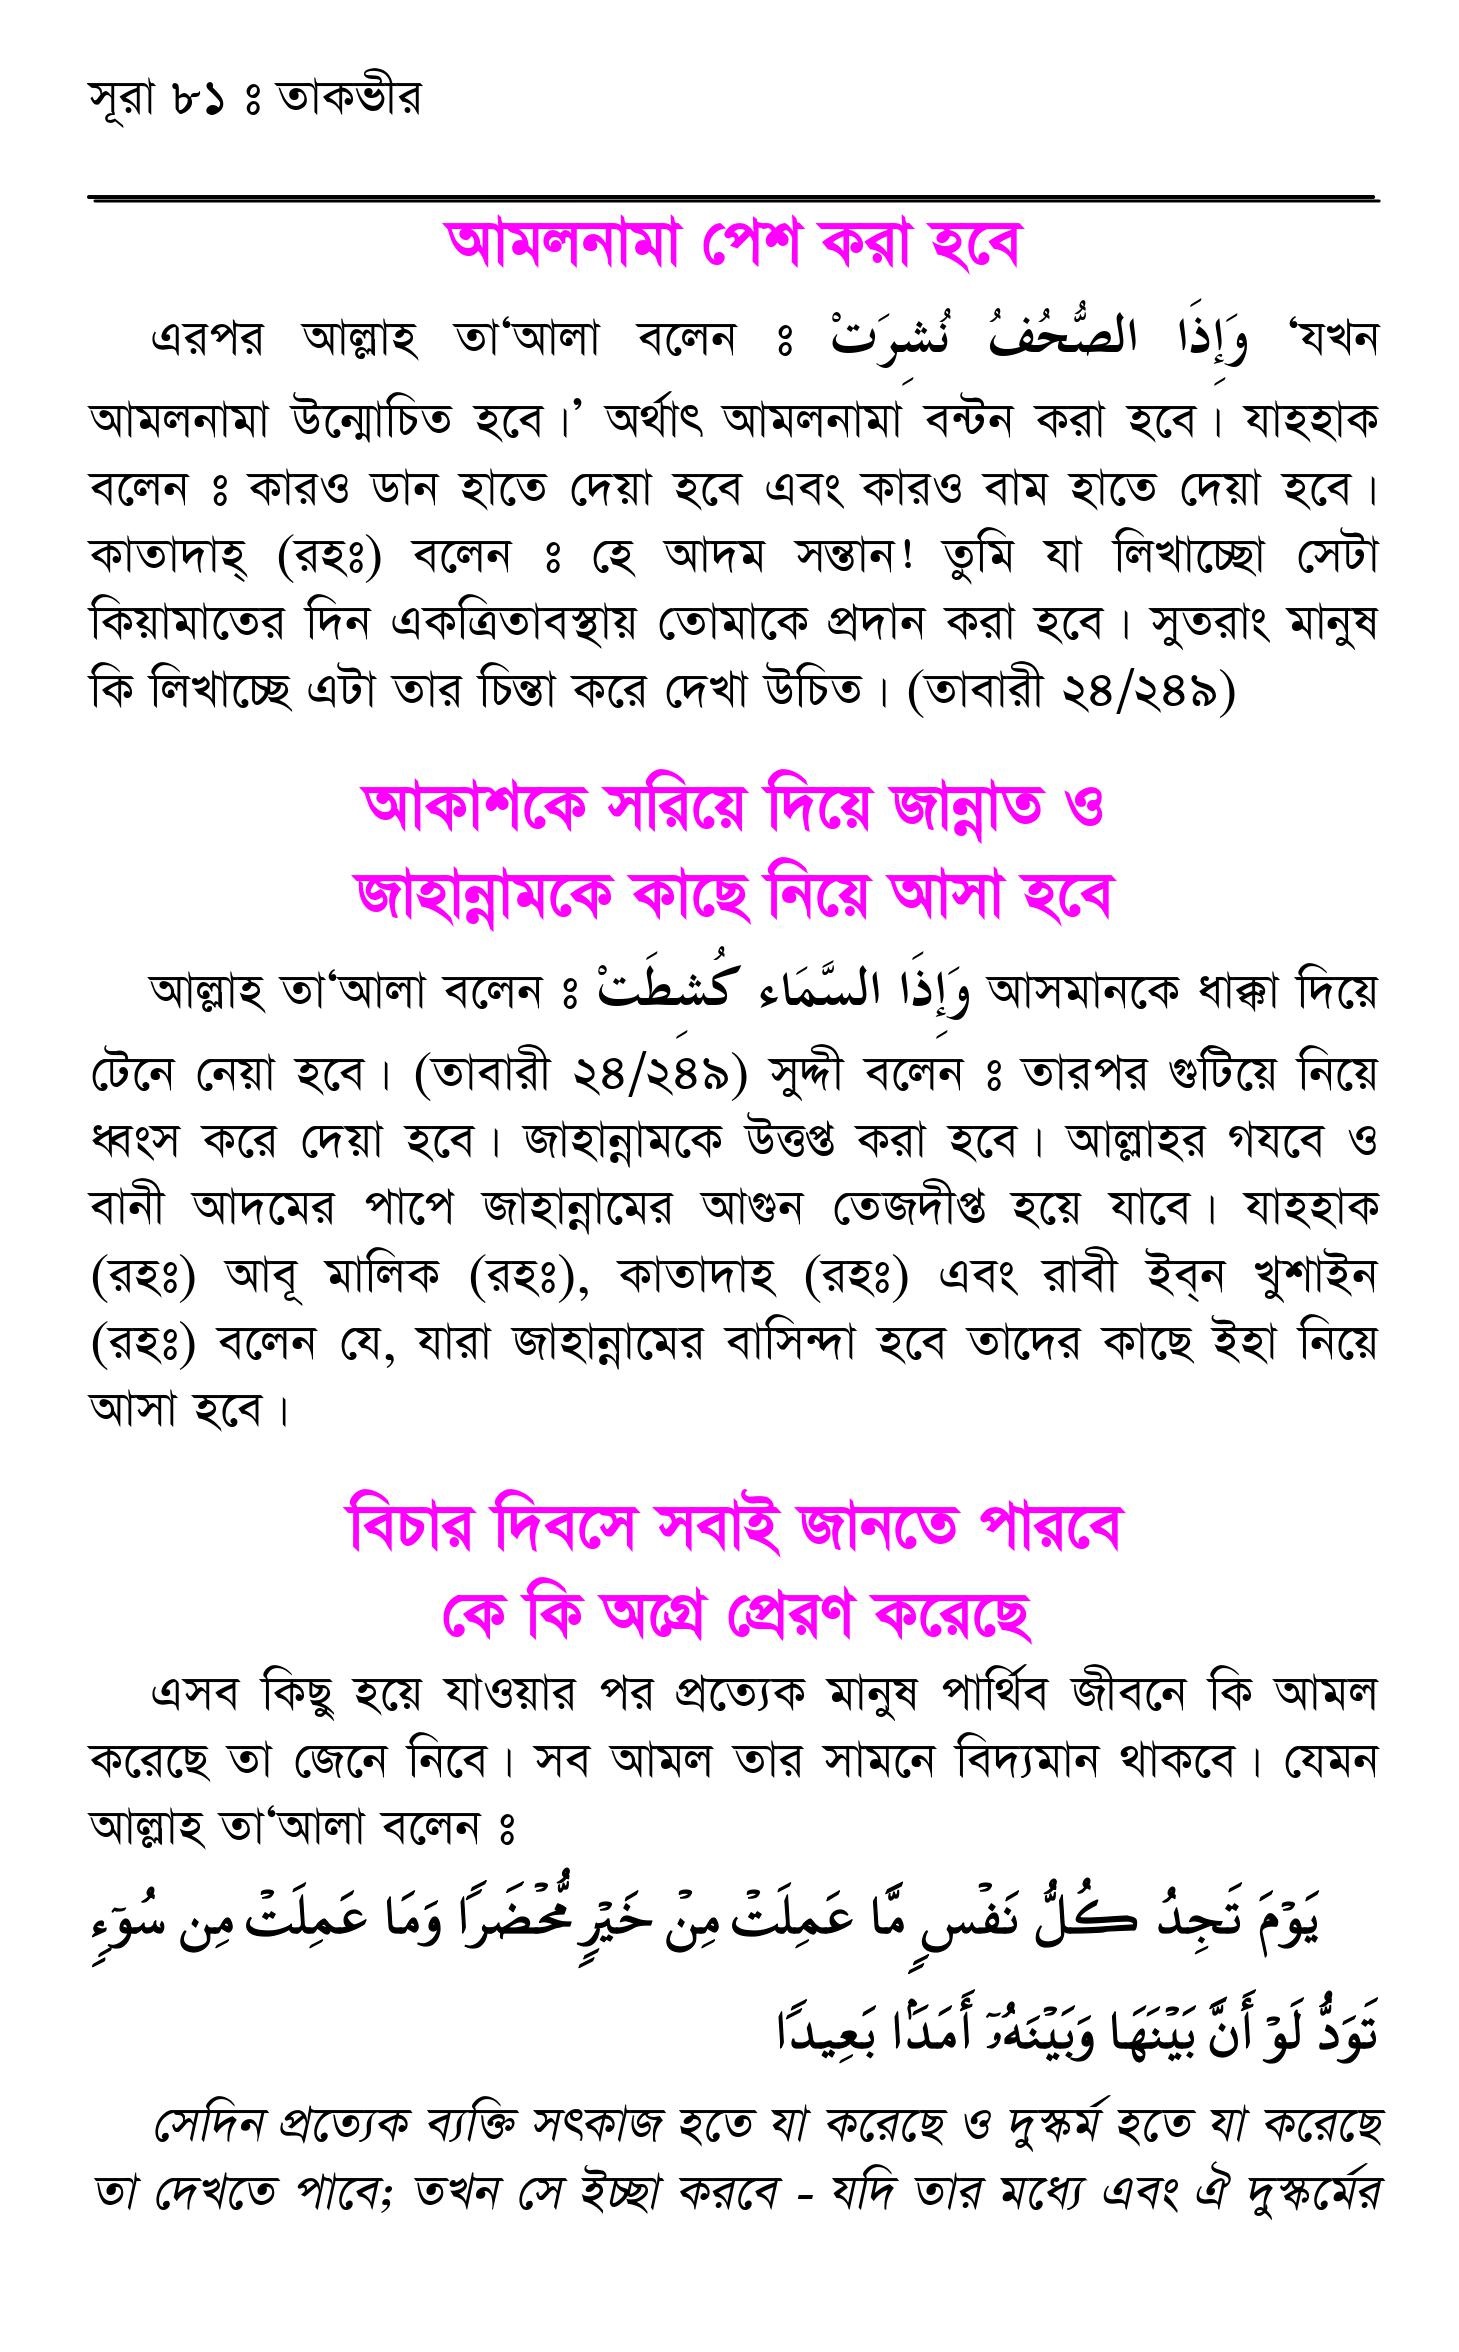 সূরা ৮১ ঃ তাকভীর
আমলনামা পেশ করা হবে
এরপর আল্লাহ তা‘আলা বলেন ঃ وَإِذَا الصُّحُفُ نُشِرَتْ ‘যখন
আমলনামা উন্মোচিত হবে।’ অর্থাৎ আমলনামা বন্টন করা হবে। যাহহাক
বলেন ঃ কারও ডান হাতে দেয়া হবে এবং কারও বাম হাতে দেয়া হবে।
কাতাদাহ্ (রহঃ) বলেন ঃ হে আদম সন্তান! তুমি যা লিখাচ্ছো সেটা
কিয়ামাতের দিন একত্রিতাবস্থায় তোমাকে প্রদান করা হবে। সুতরাং মানুষ
কি লিখাচ্ছে এটা তার চিন্তা করে দেখা উচিত। (তাবারী ২৪/২৪৯)
আকাশকে সরিয়ে দিয়ে জান্নাত ও
জাহান্নামকে কাছে নিয়ে আসা হবে
আল্লাহ তা‘আলা বলেন ঃ وَإِذَا السَّمَاء كُشِطَتْ আসমানকে ধাক্কা দিয়ে
টেনে নেয়া হবে। (তাবারী ২৪/২৪৯) সুদ্দী বলেন ঃ তারপর গুটিয়ে নিয়ে
ধ্বংস করে দেয়া হবে। জাহান্নামকে উত্তপ্ত করা হবে। আল্লাহর গযবে ও
বানী আদমের পাপে জাহান্নামের আগুন তেজদীপ্ত হয়ে যাবে। যাহহাক
(রহঃ) আবূ মালিক (রহঃ), কাতাদাহ (রহঃ) এবং রাবী ইব্ন খুশাইন
(রহঃ) বলেন যে, যারা জাহান্নামের বাসিন্দা হবে তাদের কাছে ইহা নিয়ে
আসা হবে।
বিচার দিবসে সবাই জানতে পারবে
কে কি অগ্রে প্রেরণ করেছে
এসব কিছু হয়ে যাওয়ার পর প্রত্যেক মানুষ পার্থিব জীবনে কি আমল
করেছে তা জেনে নিবে। সব আমল তার সামনে বিদ্যমান থাকবে। যেমন
আল্লাহ তা‘আলা বলেন ঃ
يَوْمَ تَجِدُ كُلُّ نَفْسٍ مَّا عَمِلَتْ مِنْ خَيْرٍ مُّحْضَرًا وَمَا عَمِلَتْ مِن سُوٓءٍ
تَوَدُّ لَوْ أَنَّ بَيْنَهَا وَبَيْنَهُۥٓ أَمَدًۢا بَعِيدًا
সেদিন প্রত্যেক ব্যক্তি সৎকাজ হতে যা করেছে ও দুস্কর্ম হতে যা করেছে
তা দেখতে পাবে; তখন সে ইচ্ছা করবে - যদি তার মধ্যে এবং ঐ দুস্কর্মের